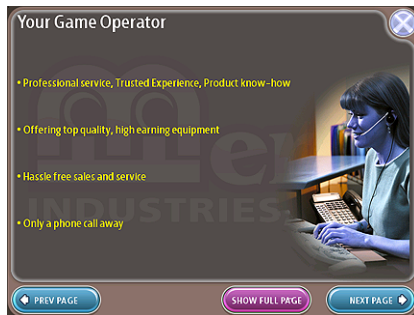 Your Game Operator
• Professional service, Trusted Experience, Product know-how
• Offering top quality, high earning equipment
• Hassle free sales and service
• Only a phone call away
INDUSTRIES
PREV PAGE
SHOW FULL PAGE
NEXT PAGE